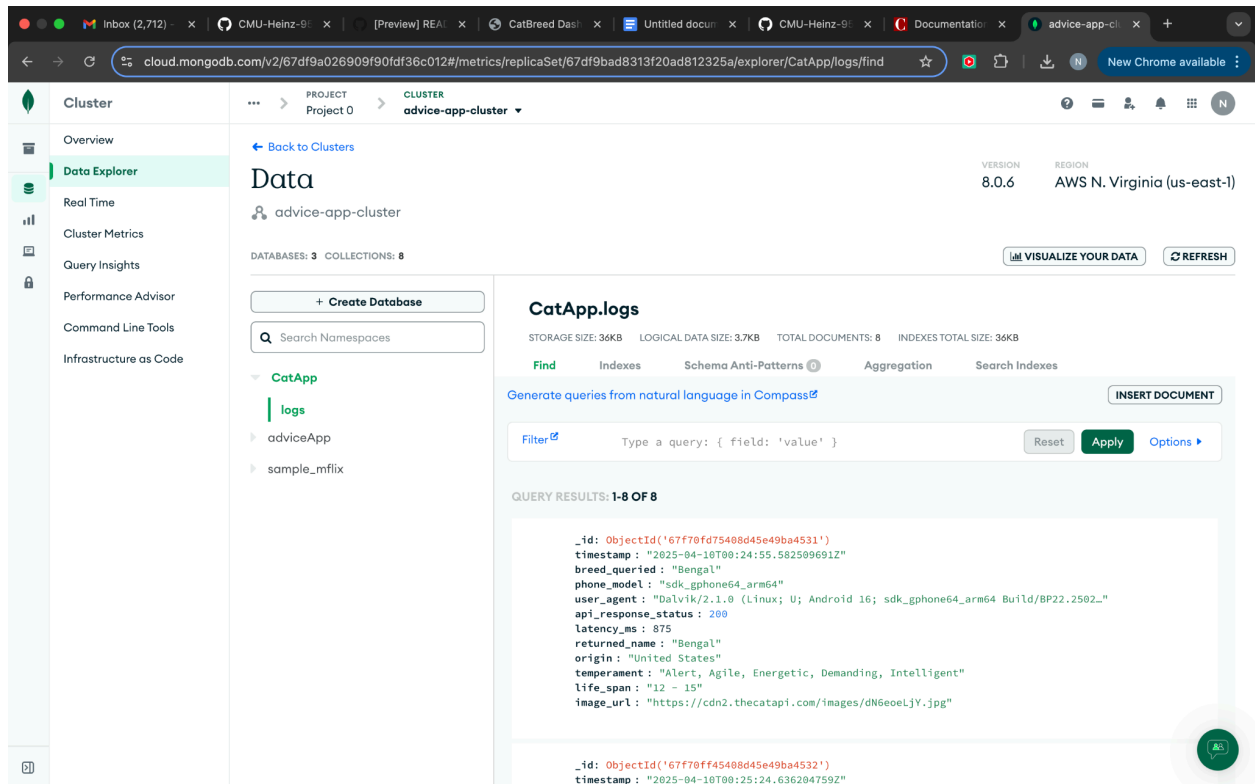 Inbox (2,712) -
CMU-Heinz-95
[Preview] REA
CatBreed Dash
Untitled docum
CMU-Heinz-95
Documentation
advice-app-clu
cloud.mongodb.com/v2/67df9a026909f90fdf36c012#/metrics/replicaSet/67df9bad8313f20ad812325a/explorer/CatApp/logs/find
N
New Chrome available
Cluster
PROJECT
Project 0
CLUSTER
advice-app-cluster
N
Overview
Data Explorer
Real Time
Cluster Metrics
Query Insights
Performance Advisor
Command Line Tools
Infrastructure as Code
Back to Clusters
Data
advice-app-cluster
VERSION
8.0.6
REGION
AWS N. Virginia (us-east-1)
DATABASES: 3 COLLECTIONS: 8
VISUALIZE YOUR DATA
REFRESH
+ Create Database
Search Namespaces
CatApp
logs
adviceApp
sample_mflix
CatApp.logs
STORAGE SIZE: 36KB LOGICAL DATA SIZE: 3.7KB TOTAL DOCUMENTS: 8 INDEXES TOTAL SIZE: 36KB
Find Indexes Schema Anti-Patterns 0 Aggregation Search Indexes
Generate queries from natural language in Compass
INSERT DOCUMENT
Filter
Type a query: { field: 'value' }
Reset
Apply
Options
QUERY RESULTS: 1-8 OF 8
_id: ObjectId('67f70fd75408d45e49ba4531')
timestamp : "2025-04-10T00:24:55.582509691Z"
breed_queried : "Bengal"
phone_model : "sdk_gphone64_arm64"
user_agent : "Dalvik/2.1.0 (Linux; U; Android 16; sdk_gphone64_arm64 Build/BP22.2502…"
api_response_status : 200
latency_ms : 875
returned_name : "Bengal"
origin : "United States"
temperament : "Alert, Agile, Energetic, Demanding, Intelligent"
life_span : "12 - 15"
image_url : "https://cdn2.thecatapi.com/images/dN6eoeLjY.jpg"
_id: ObjectId('67f70ff45408d45e49ba4532')
timestamp : "2025-04-10T00:25:24.636204759Z"